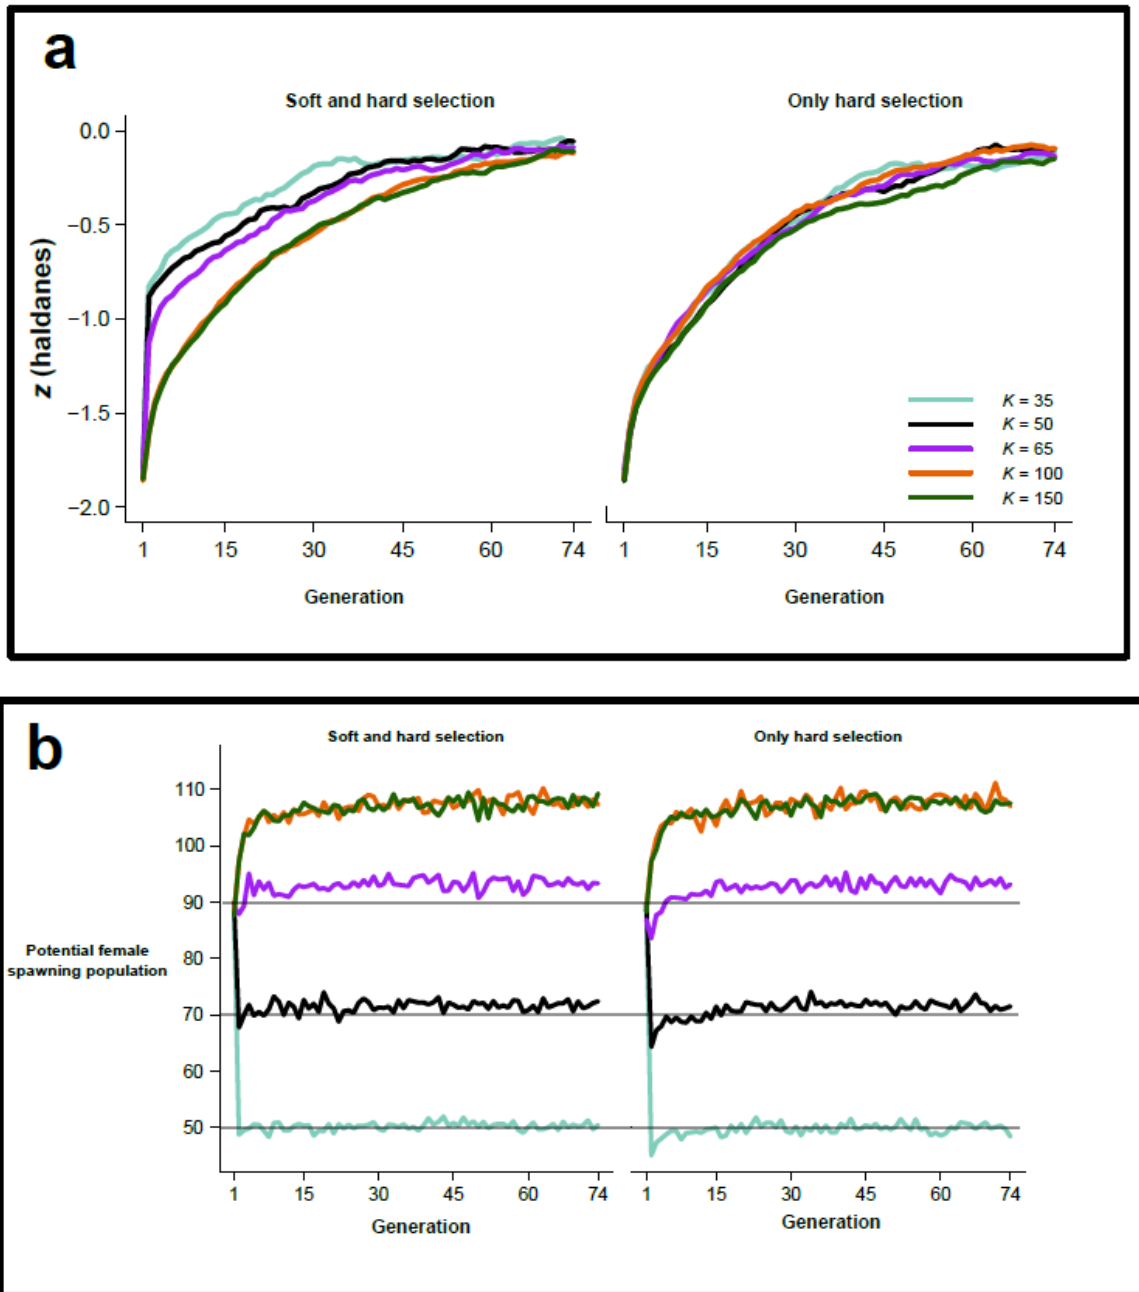 a
Soft and hard selection
Only hard selection
0.0
−0.5
−1.0
−1.5
−2.0
z (haldanes)
K = 35
K = 50
K = 65
K = 100
K = 150
1 15 30 45 60 74
1 15 30 45 60 74
Generation
Generation
b
Soft and hard selection
Only hard selection
110
100
90
80
70
60
50
Potential female
spawning population
1 15 30 45 60 74
1 15 30 45 60 74
Generation
Generation